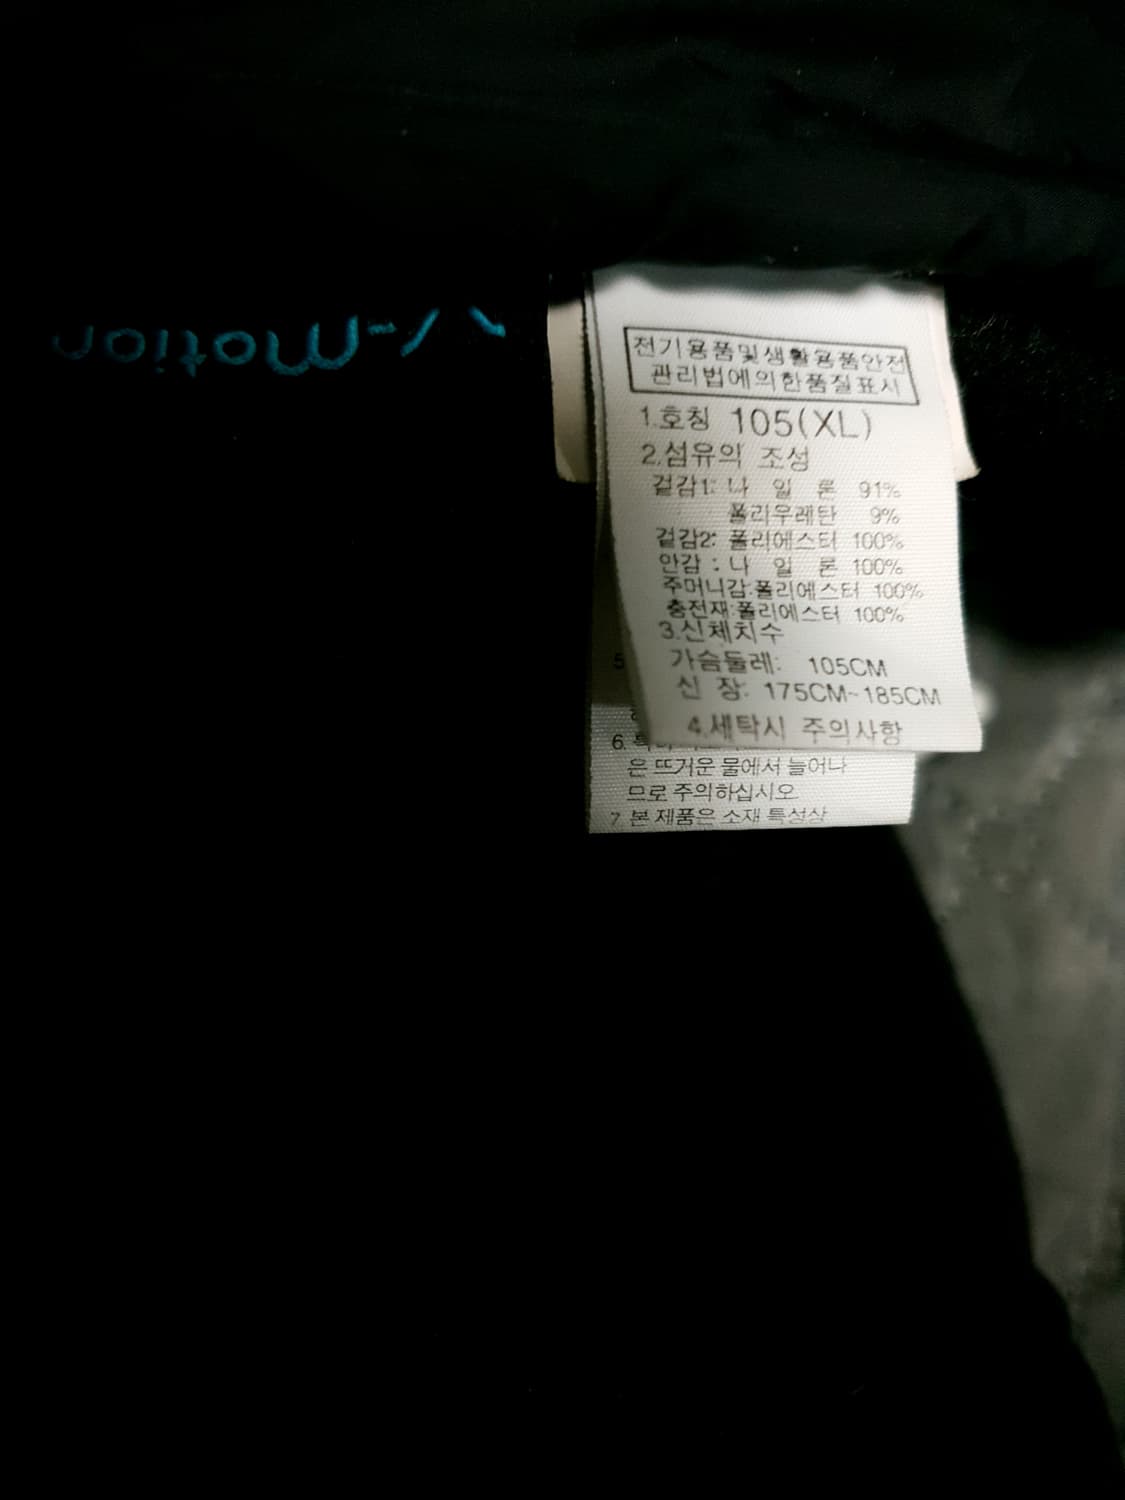 전기용품및생활용품안전
관리법에의한품질표시
1.호칭 105(XL)
2.섬유의 조성
겉감1: 나 일 론 91%
폴리우레탄 9%
겉감2: 폴리에스터 100%
안감 : 나 일 론 100%
주머니감:폴리에스터 100%
충전재:폴리에스터 100%
3.신체치수
가슴둘레: 105CM
신 장: 175CM~185CM
4.세탁시 주의사항
5
6.
은 뜨거운 물에서 늘어나
므로 주의하십시오
7. 본 제품은 소재 특성상
-Motion